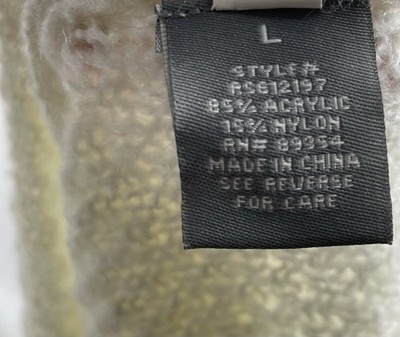 L
STYLE#
RS612197
85% ACRYLIC
15% NYLON
RN# 89354
MADE IN CHINA
SEE REVERSE
FOR CARE